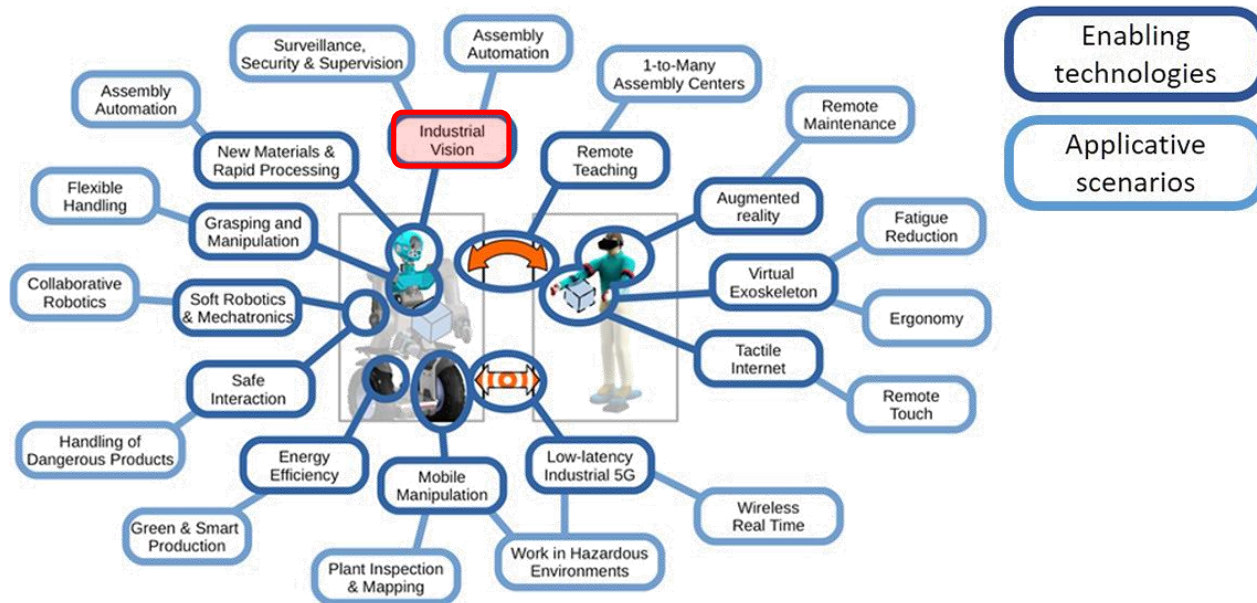 Surveillance,
Security & Supervision
Assembly
Automation
1-to-Many
Assembly Centers
Enabling
technologies
Assembly
Automation
Industrial
Vision
Remote
Maintenance
Applicative
scenarios
New Materials &
Rapid Processing
Remote
Teaching
Flexible
Handling
Grasping and
Manipulation
Augmented
reality
Fatigue
Reduction
Collaborative
Robotics
Soft Robotics
& Mechatronics
Virtual
Exoskeleton
Ergonomy
Safe
Interaction
Tactile
Internet
Remote
Touch
Handling of
Dangerous Products
Energy
Efficiency
Mobile
Manipulation
Low-latency
Industrial 5G
Wireless
Real Time
Green & Smart
Production
Plant Inspection
& Mapping
Work in Hazardous
Environments